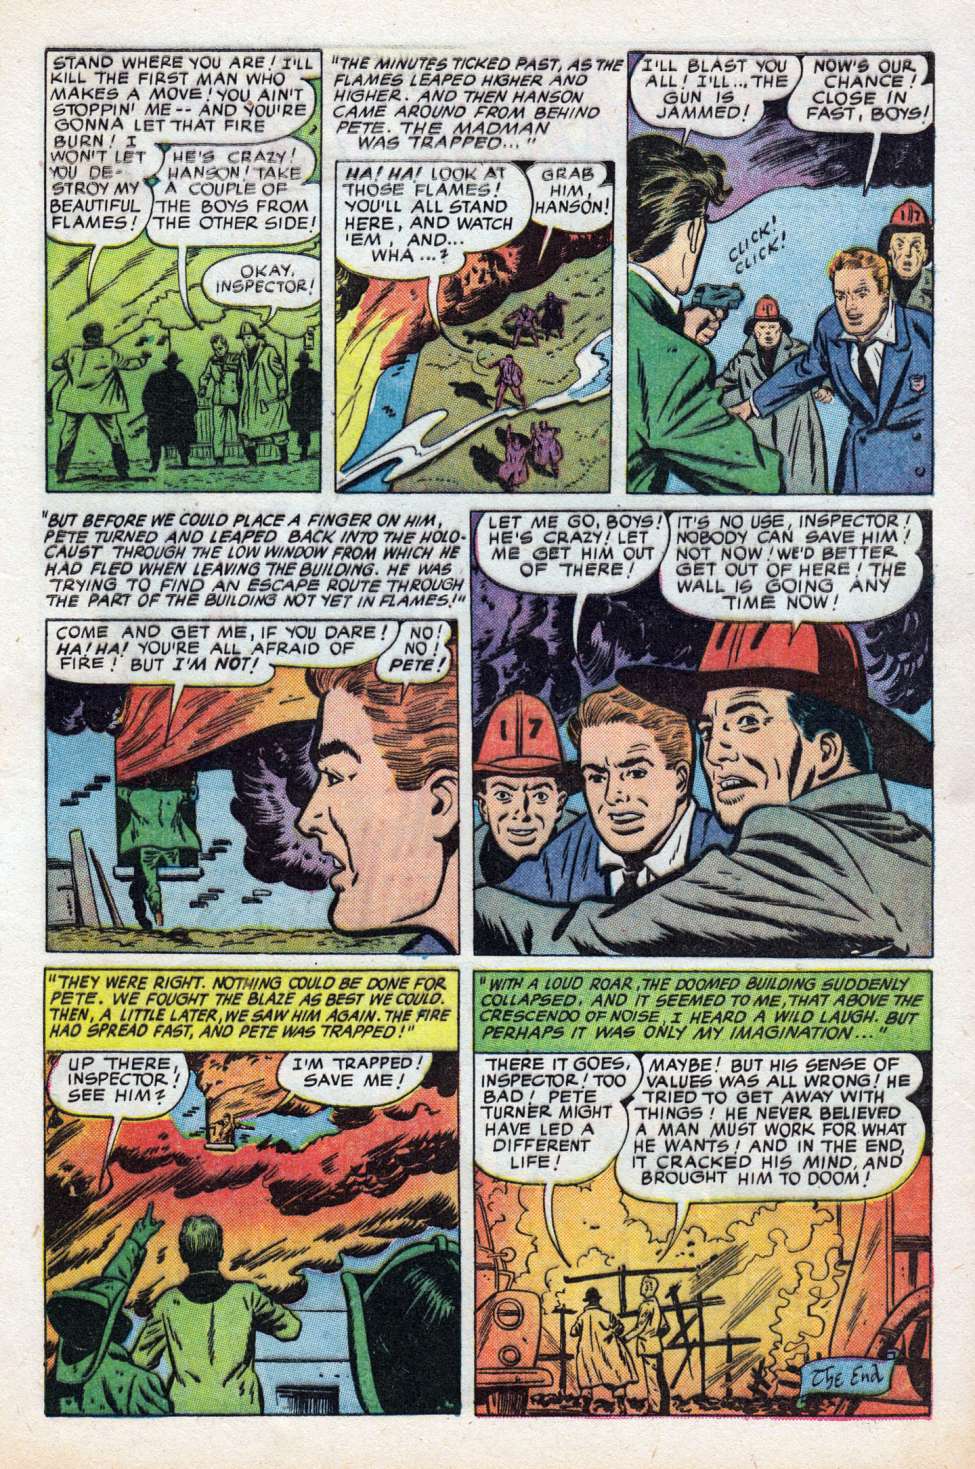 STAND WHERE YOU ARE! I'LL
KILL THE FIRST MAN WHO
MAKES A MOVE! YOU AIN'T
STOPPIN' ME -- AND YOU'RE
GONNA LET THAT FIRE
BURN! I
WON'T LET
YOU DE-
STROY MY
BEAUTIFUL
FLAMES!
HE'S CRAZY!
HANSON! TAKE
A COUPLE OF
THE BOYS FROM
THE OTHER SIDE!
OKAY,
INSPECTOR!
"THE MINUTES TICKED PAST, AS THE
FLAMES LEAPED HIGHER AND
HIGHER. AND THEN HANSON
CAME AROUND FROM BEHIND
PETE. THE MADMAN
WAS TRAPPED..."
HA! HA! LOOK AT
THOSE FLAMES!
YOU'LL ALL STAND
HERE, AND WATCH
'EM, AND...
WHA...?
GRAB
HIM,
HANSON!
I'LL BLAST YOU
ALL! I'LL... THE
GUN IS
JAMMED!
NOW'S OUR
CHANCE!
CLOSE IN
FAST, BOYS!
CLICK!
CLICK!
17
"BUT BEFORE WE COULD PLACE A FINGER ON HIM,
PETE TURNED AND LEAPED BACK INTO THE HOLO-
CAUST THROUGH THE LOW WINDOW FROM WHICH HE
HAD FLED WHEN LEAVING THE BUILDING. HE WAS
TRYING TO FIND AN ESCAPE ROUTE THROUGH
THE PART OF THE BUILDING NOT YET IN FLAMES!"
COME AND GET ME, IF YOU DARE!
HA! HA! YOU'RE ALL AFRAID OF
FIRE! BUT I'M NOT!
NO!
NO!
PETE!
LET ME GO, BOYS!
HE'S CRAZY! LET
ME GET HIM OUT
OF THERE!
IT'S NO USE, INSPECTOR!
NOBODY CAN SAVE HIM!
NOT NOW! WE'D BETTER
GET OUT OF HERE! THE
WALL IS GOING ANY
TIME NOW!
17
"THEY WERE RIGHT. NOTHING COULD BE DONE FOR
PETE. WE FOUGHT THE BLAZE AS BEST WE COULD.
THEN, A LITTLE LATER, WE SAW HIM AGAIN. THE FIRE
HAD SPREAD FAST, AND PETE WAS TRAPPED!"
UP THERE,
INSPECTOR!
SEE HIM?
I'M TRAPPED!
SAVE ME!
"WITH A LOUD ROAR, THE DOOMED BUILDING SUDDENLY
COLLAPSED. AND IT SEEMED TO ME, THAT ABOVE THE
CRESCENDO OF NOISE, I HEARD A WILD LAUGH. BUT
PERHAPS IT WAS ONLY MY IMAGINATION..."
THERE IT GOES,
INSPECTOR! TOO
BAD! PETE
TURNER MIGHT
HAVE LED A
DIFFERENT
LIFE!
MAYBE! BUT HIS SENSE OF
VALUES WAS ALL WRONG! HE
TRIED TO GET AWAY WITH
THINGS! HE NEVER BELIEVED
A MAN MUST WORK FOR WHAT
HE WANTS! AND IN THE END,
IT CRACKED HIS MIND, AND
BROUGHT HIM TO DOOM!
The End